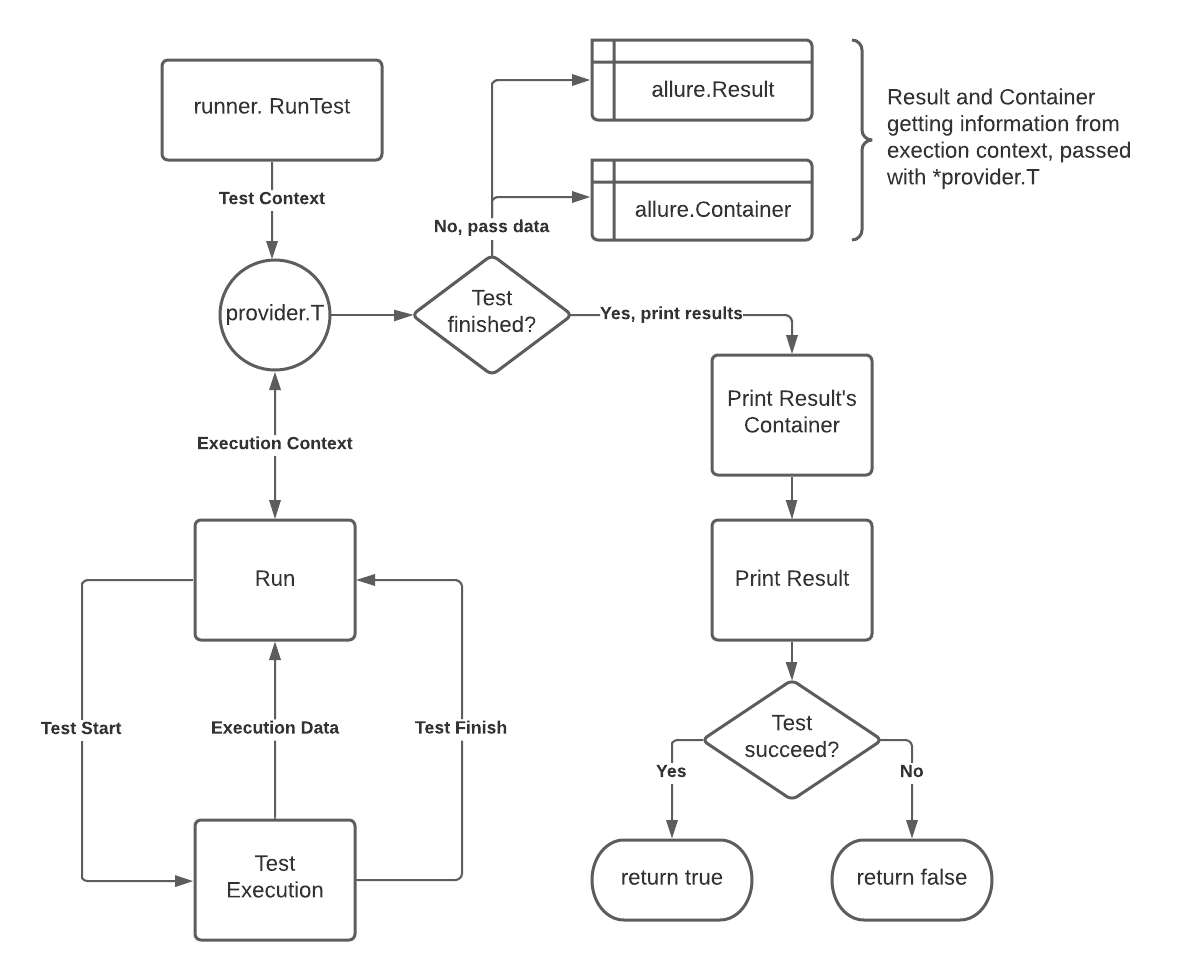 runner. RunTest
Test Context
provider.T
No, pass data
allure.Result
allure.Container
Result and Container
getting information from
exection context, passed
with *provider.T
Test
finished?
Yes, print results
Print Result's
Container
Execution Context
Run
Print Result
Test Start
Execution Data
Test Finish
Test
Execution
Test
succeed?
Yes
No
return true
return false